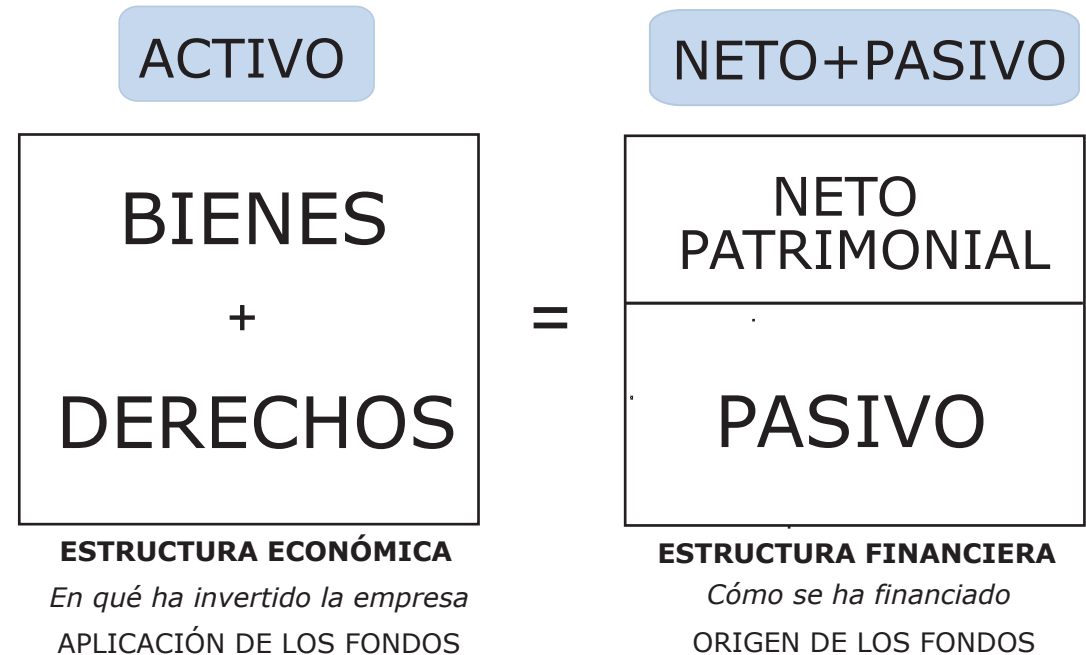 ACTIVO
NETO+PASIVO
BIENES
+
DERECHOS
=
NETO
PATRIMONIAL
PASIVO
ESTRUCTURA ECONÓMICA
En qué ha invertido la empresa
APLICACIÓN DE LOS FONDOS
ESTRUCTURA FINANCIERA
Cómo se ha financiado
ORIGEN DE LOS FONDOS